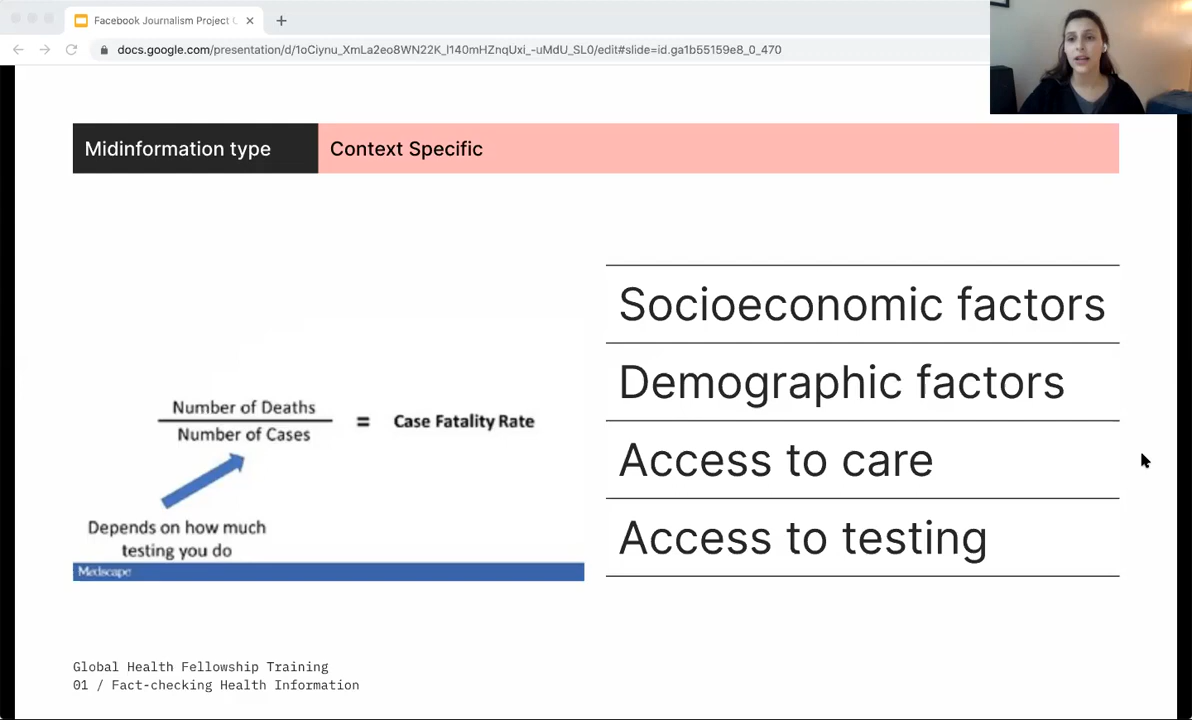 Facebook Journalism Project
docs.google.com/presentation/d/1oCiynu_XmLa2eo8WN22K_l140mHZnqUxi_-uMdU_SL0/edit#slide=id.ga1b55159e8_0_470
Midinformation type
Context Specific
Number of Deaths
Number of Cases
= Case Fatality Rate
Depends on how much
testing you do
Medscape
Socioeconomic factors
Demographic factors
Access to care
Access to testing
Global Health Fellowship Training
01 / Fact-checking Health Information